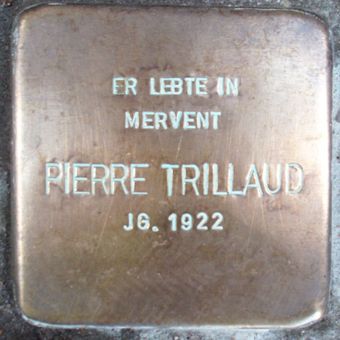 ER LEBTE IN
MERVENT
PIERRE TRILLAUD
JG. 1922